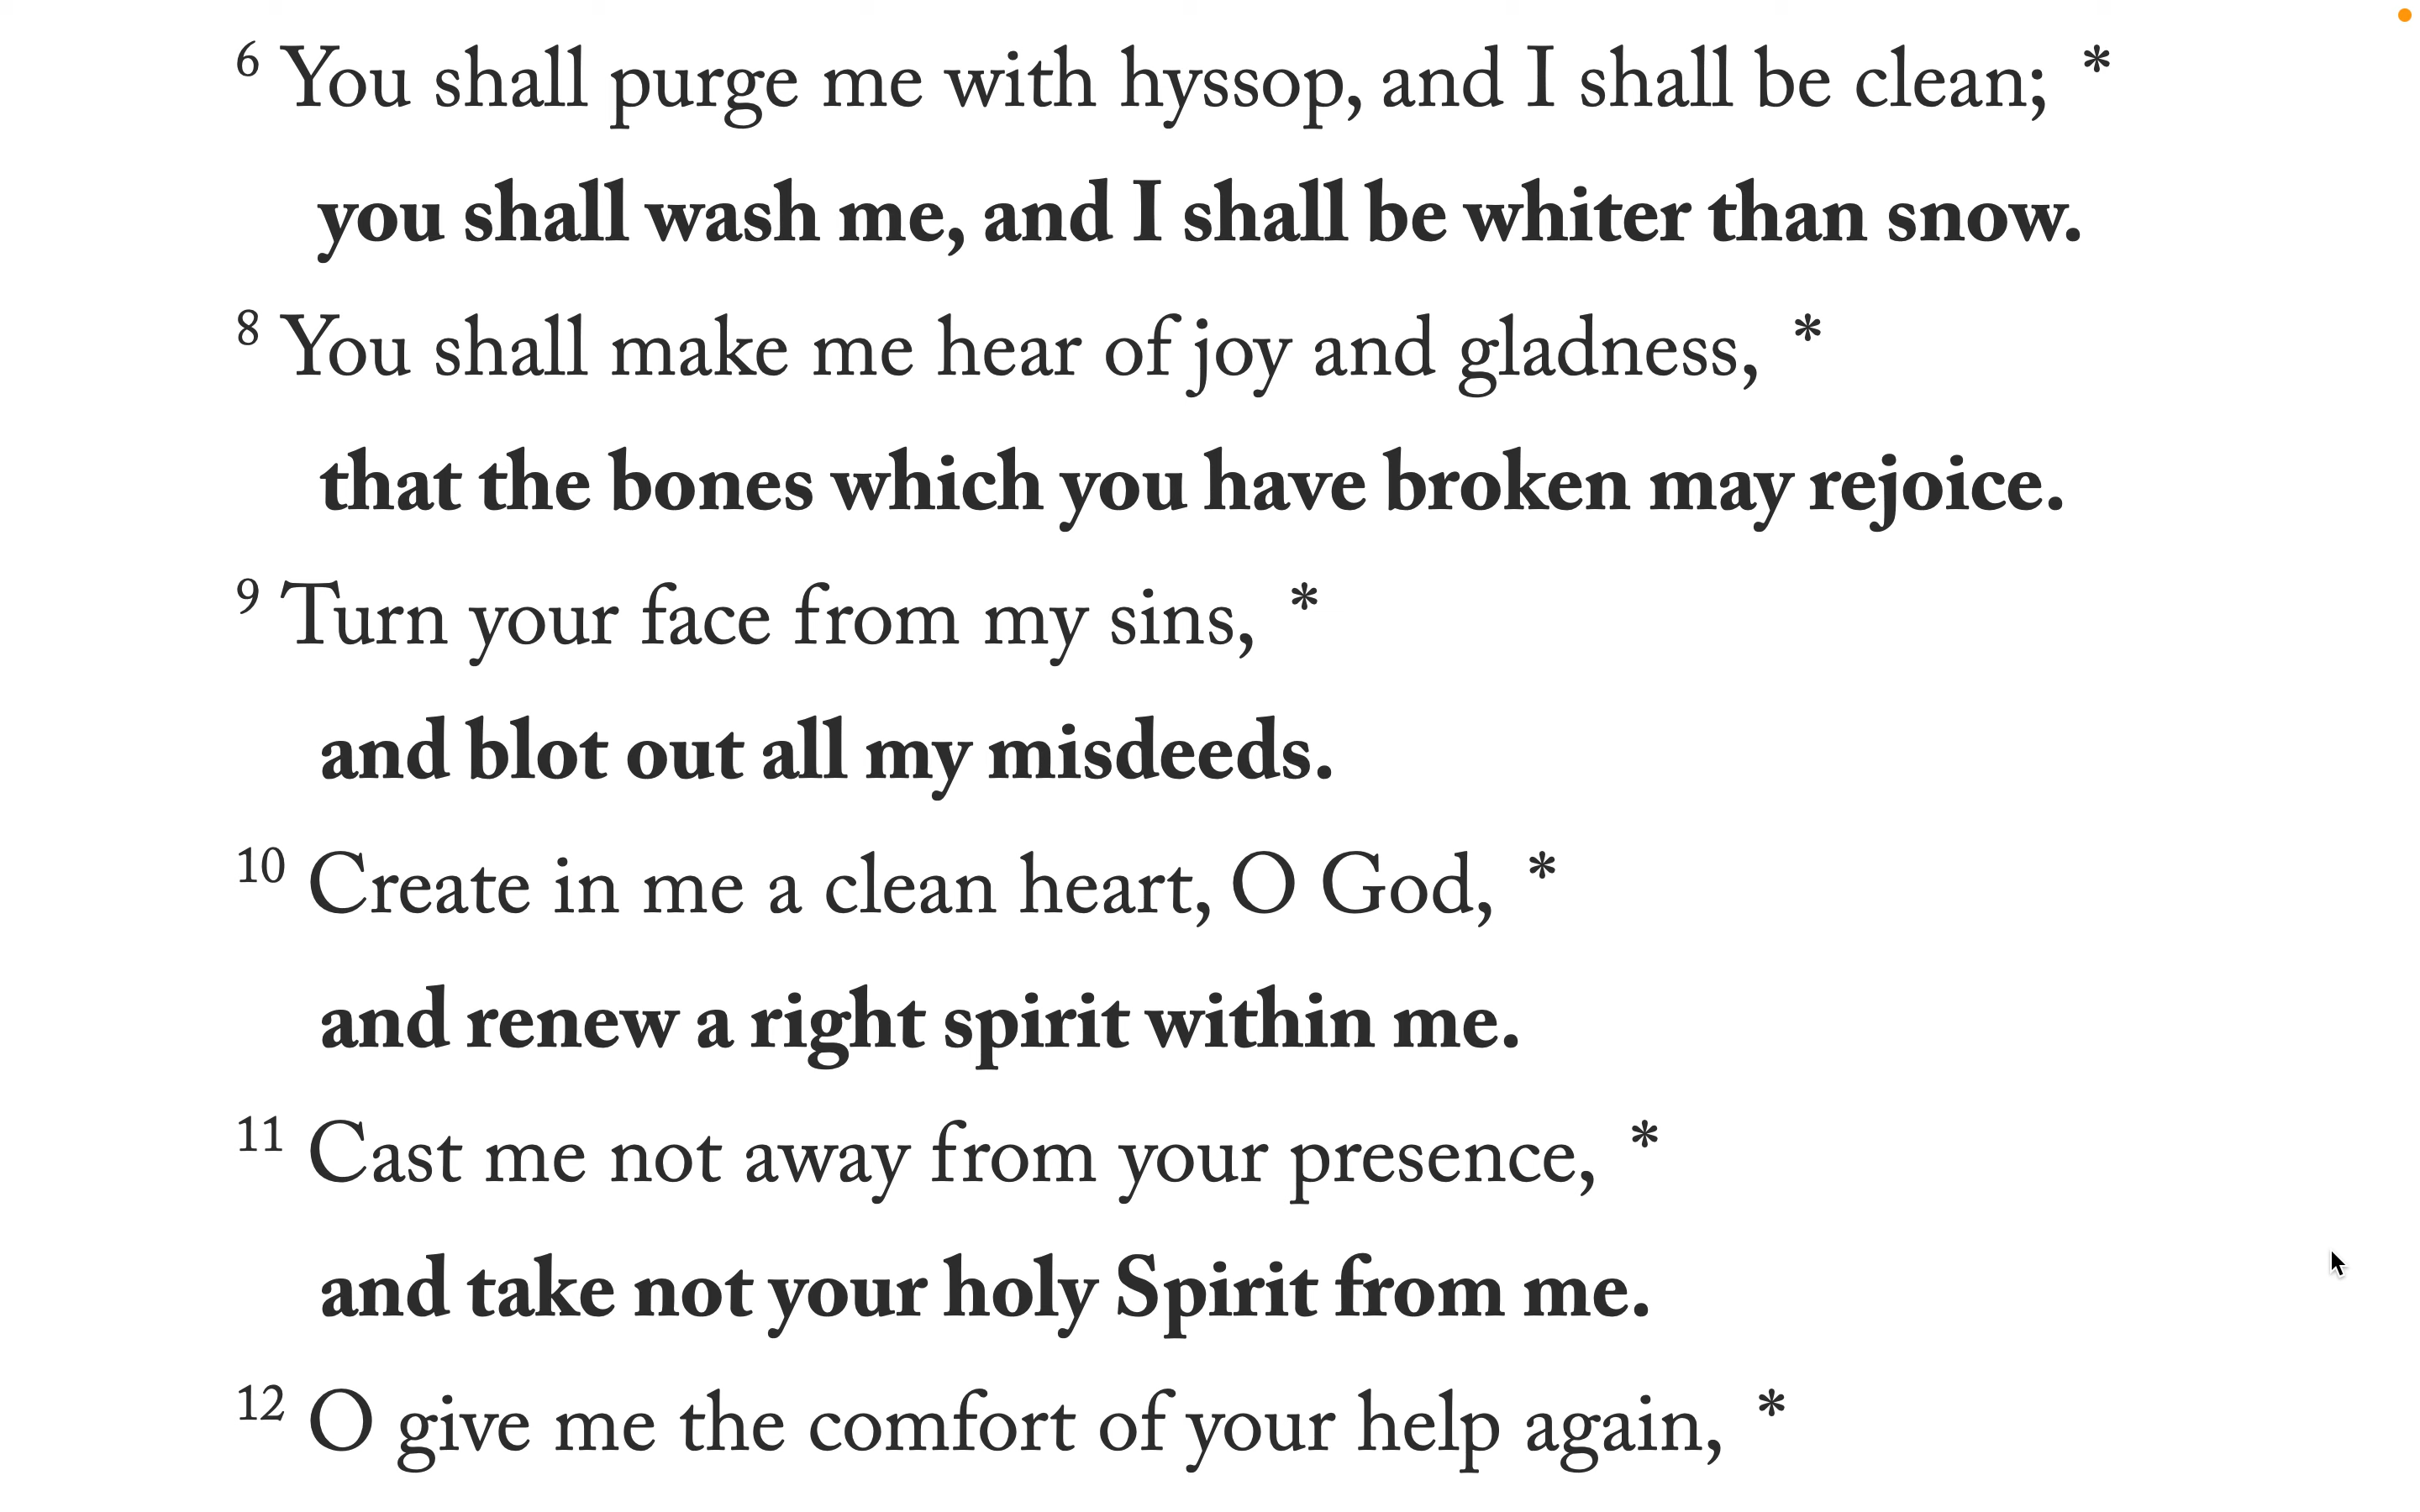 6 You shall purge me with hyssop, and I shall be clean; *
you shall wash me, and I shall be whiter than snow.
8 You shall make me hear of joy and gladness, *
that the bones which you have broken may rejoice.
9 Turn your face from my sins, *
and blot out all my misdeeds.
10 Create in me a clean heart, O God, *
and renew a right spirit within me.
11 Cast me not away from your presence, *
and take not your holy Spirit from me.
12 O give me the comfort of your help again, *